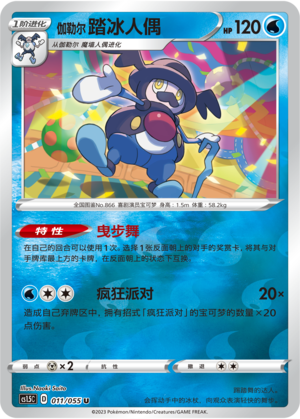 1阶进化
伽勒尔 踏冰人偶
HP 120
从伽勒尔 魔墙人偶进化
全国图鉴No.866 喜剧演员宝可梦 身高：1.5m 体重：58.2kg
特性 曳步舞
在自己的回合可以使用1次。选择1张反面朝上的对手的奖赏卡，将其与对
手牌库最上方的卡牌，在反面朝上的状态下互换。
疯狂派对 20×
造成自己弃牌区中，拥有招式「疯狂派对」的宝可梦的数量×20
点伤害。
弱点 ×2 抵抗力 撤退
Illus. Naoki Saito
CS1.5C D 011/055 U
©2023 Pokémon/Nintendo/Creatures/GAME FREAK.